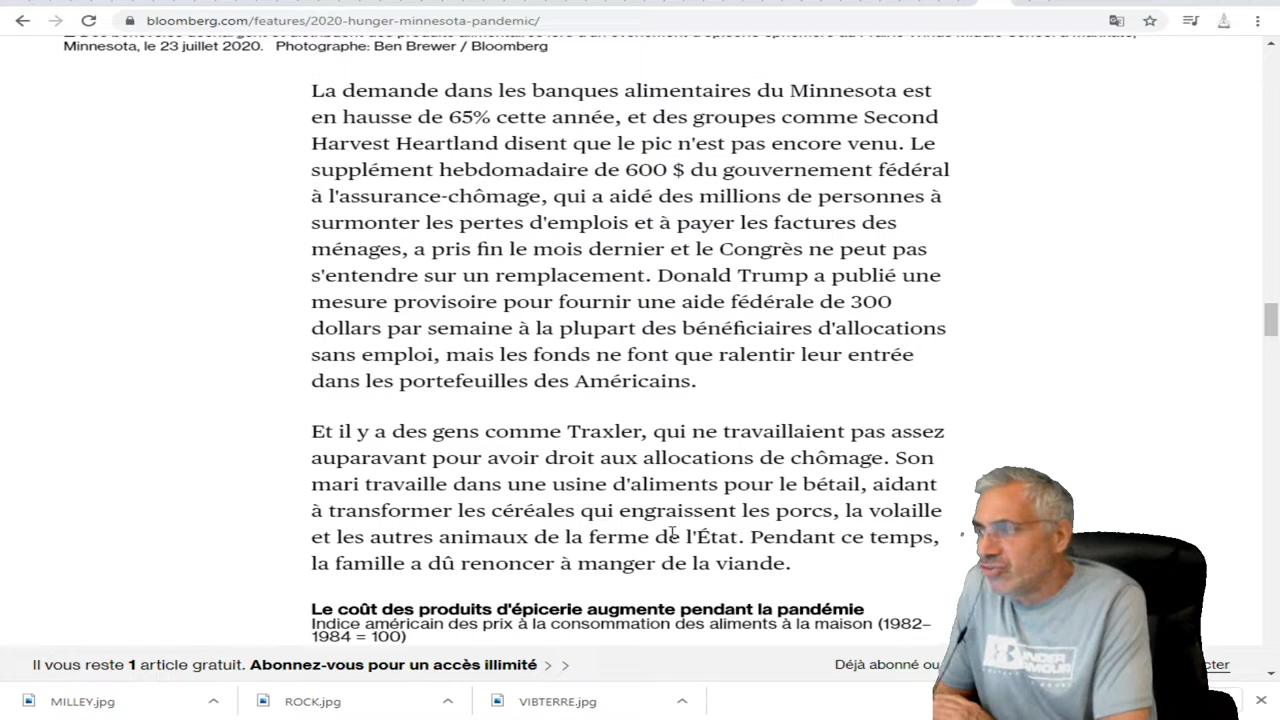 bloomberg.com/features/2020-hunger-minnesota-pandemic/
Minnesota, le 23 juillet 2020. Photographe: Ben Brewer / Bloomberg
La demande dans les banques alimentaires du Minnesota est
en hausse de 65% cette année, et des groupes comme Second
Harvest Heartland disent que le pic n'est pas encore venu. Le
supplément hebdomadaire de 600 $ du gouvernement fédéral
à l'assurance-chômage, qui a aidé des millions de personnes à
surmonter les pertes d'emplois et à payer les factures des
ménages, a pris fin le mois dernier et le Congrès ne peut pas
s'entendre sur un remplacement. Donald Trump a publié une
mesure provisoire pour fournir une aide fédérale de 300
dollars par semaine à la plupart des bénéficiaires d'allocations
sans emploi, mais les fonds ne font que ralentir leur entrée
dans les portefeuilles des Américains.
Et il y a des gens comme Traxler, qui ne travaillaient pas assez
auparavant pour avoir droit aux allocations de chômage. Son
mari travaille dans une usine d'aliments pour le bétail, aidant
à transformer les céréales qui engraissent les porcs, la volaille
et les autres animaux de la ferme de l'État. Pendant ce temps,
la famille a dû renoncer à manger de la viande.
Le coût des produits d'épicerie augmente pendant la pandémie
Indice américain des prix à la consommation des aliments à la maison (1982–
1984 = 100)
Il vous reste 1 article gratuit. Abonnez-vous pour un accès illimité
Déjà abonné ou
cter
UNDER ARMOUR
MILLEY.jpg
ROCK.jpg
VIBTERRE.jpg